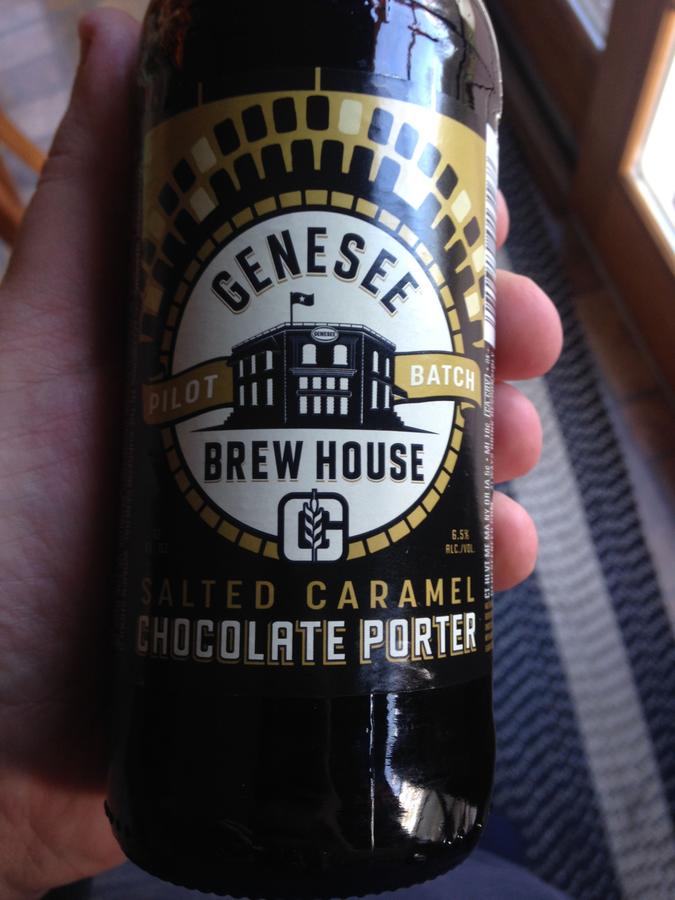 GENESEE
GENESEE
PILOT BATCH
BREW HOUSE
6.5%
ALC./VOL.
SALTED CARAMEL
CHOCOLATE PORTER